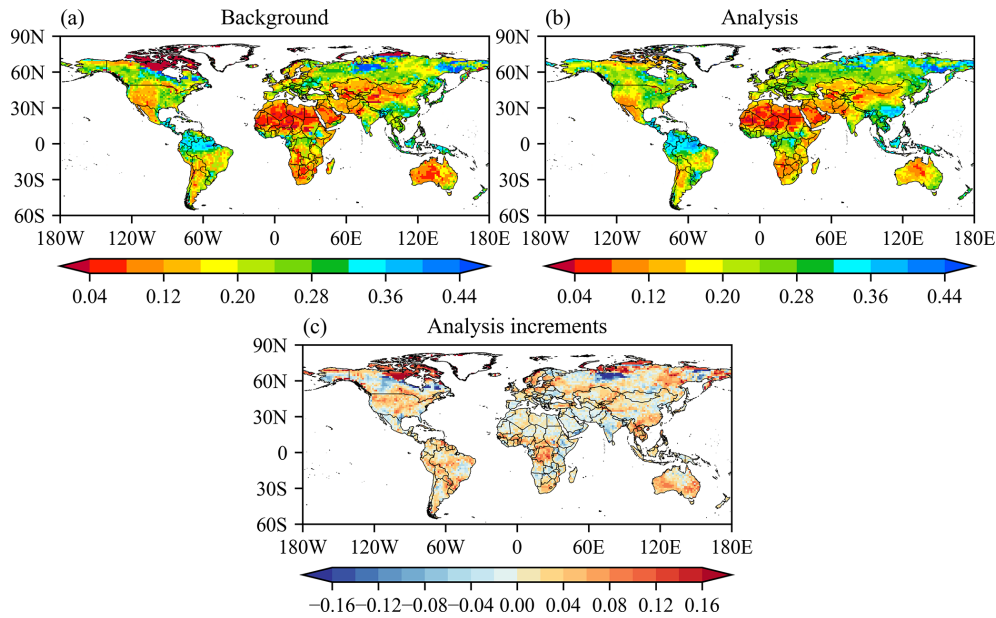 (a) Background
(b) Analysis
90N
60N
30N
0
30S
60S
180W 120W 60W 0 60E 120E 180E
0.04 0.12 0.20 0.28 0.36 0.44
90N
60N
30N
0
30S
60S
180W 120W 60W 0 60E 120E 180E
0.04 0.12 0.20 0.28 0.36 0.44
(c) Analysis increments
90N
60N
30N
0
30S
60S
180W 120W 60W 0 60E 120E 180E
−0.16 −0.12 −0.08 −0.04 0.00 0.04 0.08 0.12 0.16